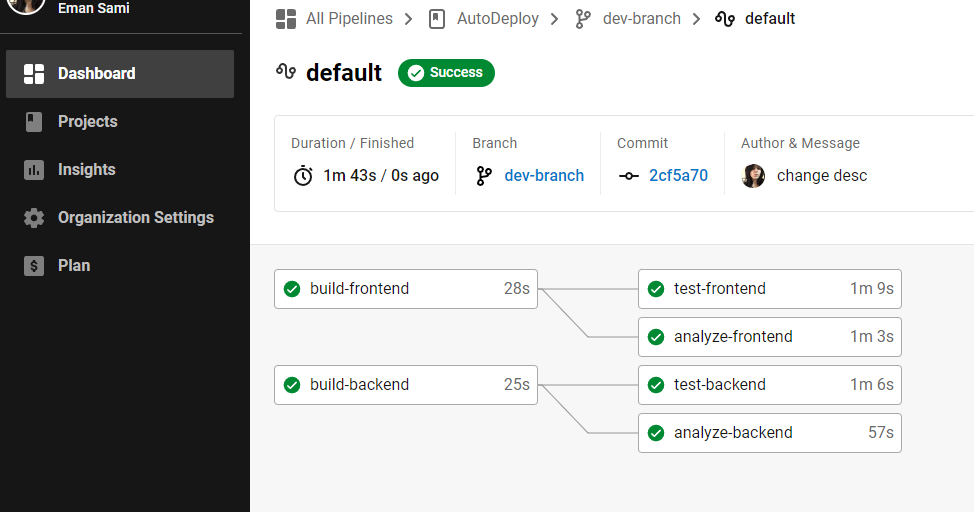 Eman Sami
Dashboard
Projects
Insights
Organization Settings
Plan
All Pipelines > AutoDeploy > dev-branch > default
default Success
Duration / Finished
1m 43s / 0s ago
Branch
dev-branch
Commit
2cf5a70
Author & Message
change desc
build-frontend 28s
test-frontend 1m 9s
analyze-frontend 1m 3s
build-backend 25s
test-backend 1m 6s
analyze-backend 57s